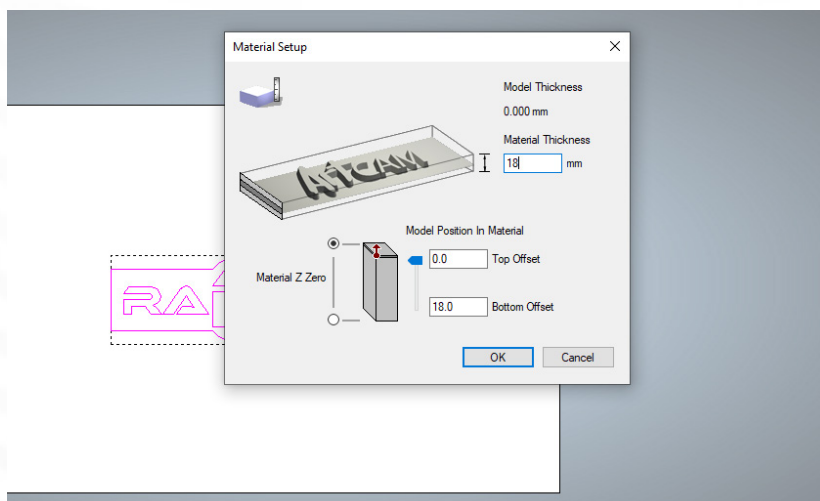 Material Setup
Model Thickness
0.000 mm
Material Thickness
18 mm
ArtCAM
Model Position In Material
0.0 Top Offset
Material Z Zero
18.0 Bottom Offset
OK Cancel
RA